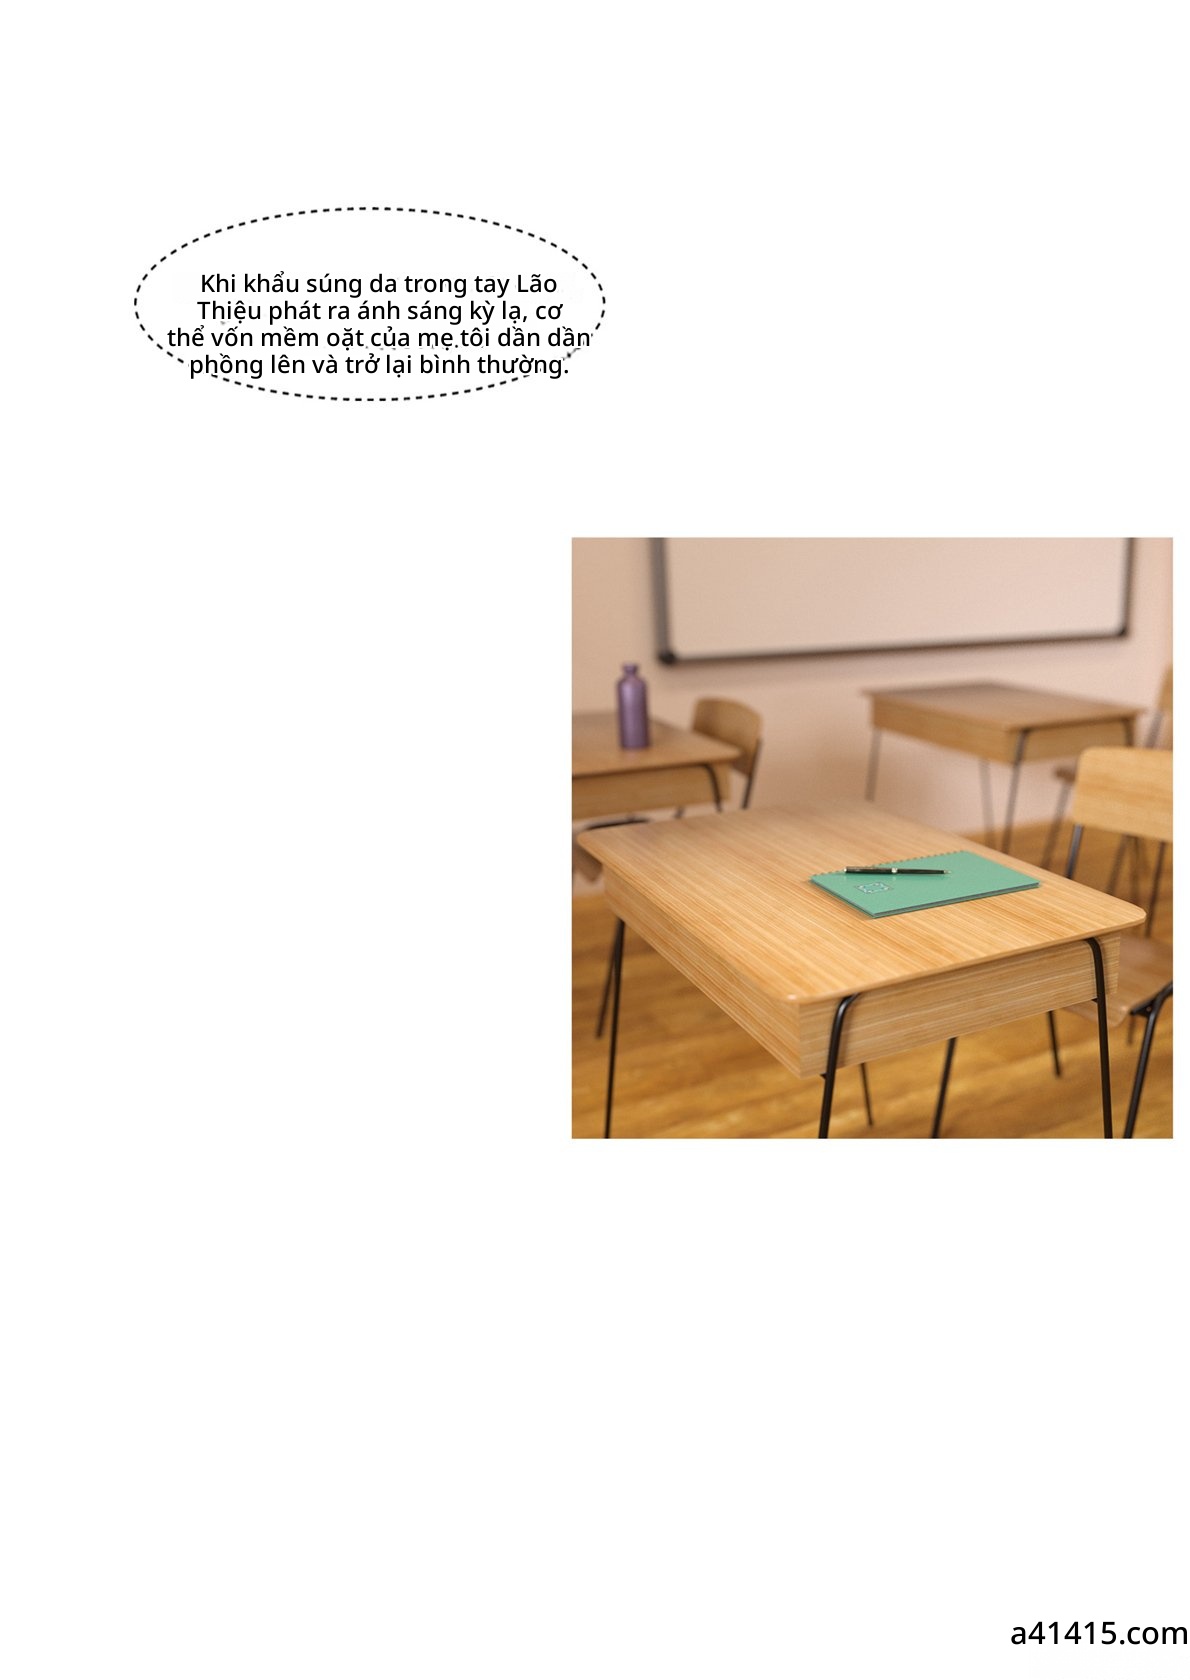 Khi khẩu súng da trong tay Lão
Thiệu phát ra ánh sáng kỳ lạ, cơ
thể vốn mềm oặt của mẹ tôi dần dần
phồng lên và trở lại bình thường.
a41415.com